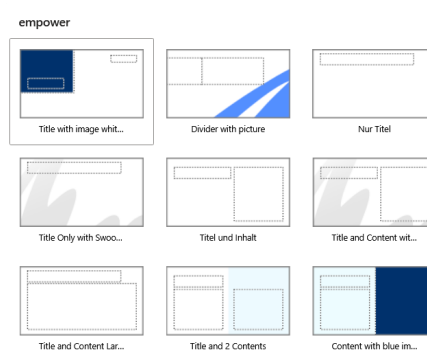 empower
Title with image whit...
Divider with picture
Nur Titel
Title Only with Swoo...
Titel und Inhalt
Title and Content wit...
Title and Content Lar...
Title and 2 Contents
Content with blue im...